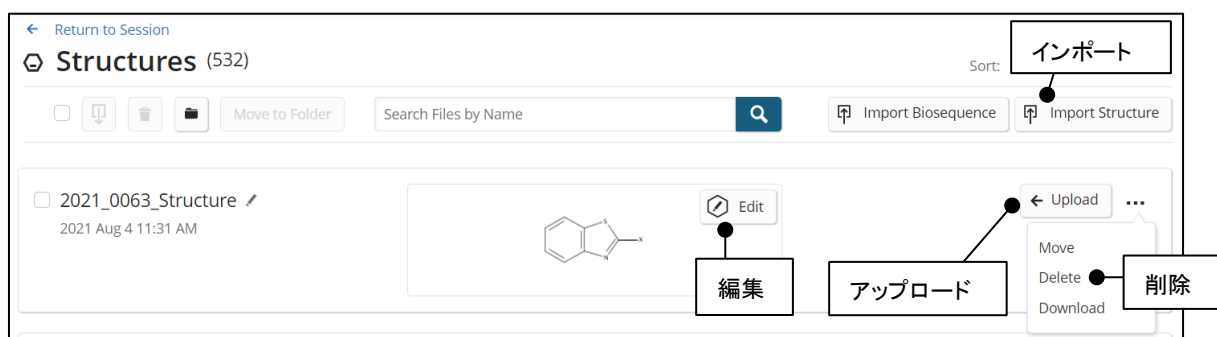 Return to Session
Structures (532)
Sort:
インポート
Move to Folder
Search Files by Name
Import Biosequence
Import Structure
2021_0063_Structure
2021 Aug 4 11:31 AM
S
N
X
Edit
Upload
...
Move
Delete
Download
編集
アップロード
削除